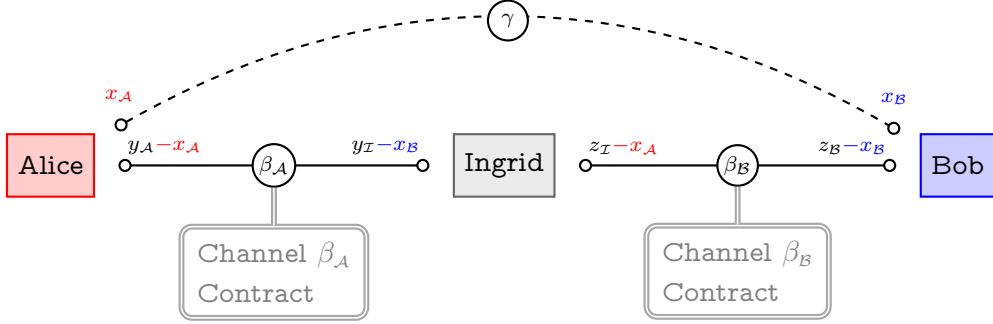 γ
x_𝒜
x_ℬ
Alice
y_𝒜−x_𝒜
β_𝒜
y_ℐ−x_ℬ
Ingrid
z_ℐ−x_𝒜
β_ℬ
z_ℬ−x_ℬ
Bob
Channel β_𝒜
Contract
Channel β_ℬ
Contract